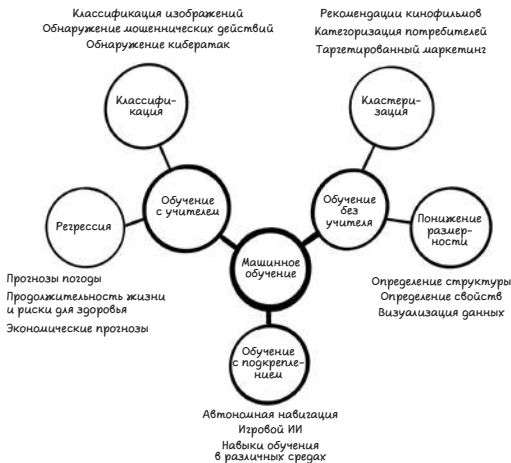 Классификация изображений
Обнаружение мошеннических действий
Обнаружение кибератак
Рекомендации кинофильмов
Категоризация потребителей
Таргетированный маркетинг
Классифи-
кация
Кластери-
зация
Обучение
с учителем
Обучение
без
учителя
Регрессия
Понижение
размер-
ности
Машинное
обучение
Прогнозы погоды
Продолжительность жизни
и риски для здоровья
Экономические прогнозы
Определение структуры
Определение свойств
Визуализация данных
Обучение
с подкрепле-
нием
Автономная навигация
Игровой ИИ
Навыки обучения
в различных средах